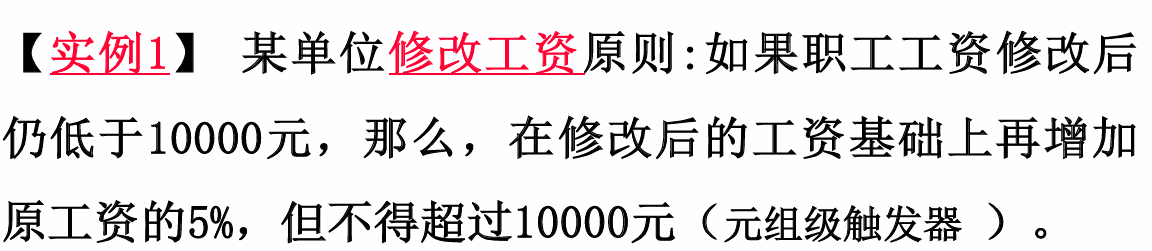 【实例1】 某单位修改工资原则:如果职工工资修改后
仍低于10000元，那么，在修改后的工资基础上再增加
原工资的5%，但不得超过10000元（元组级触发器 ）。